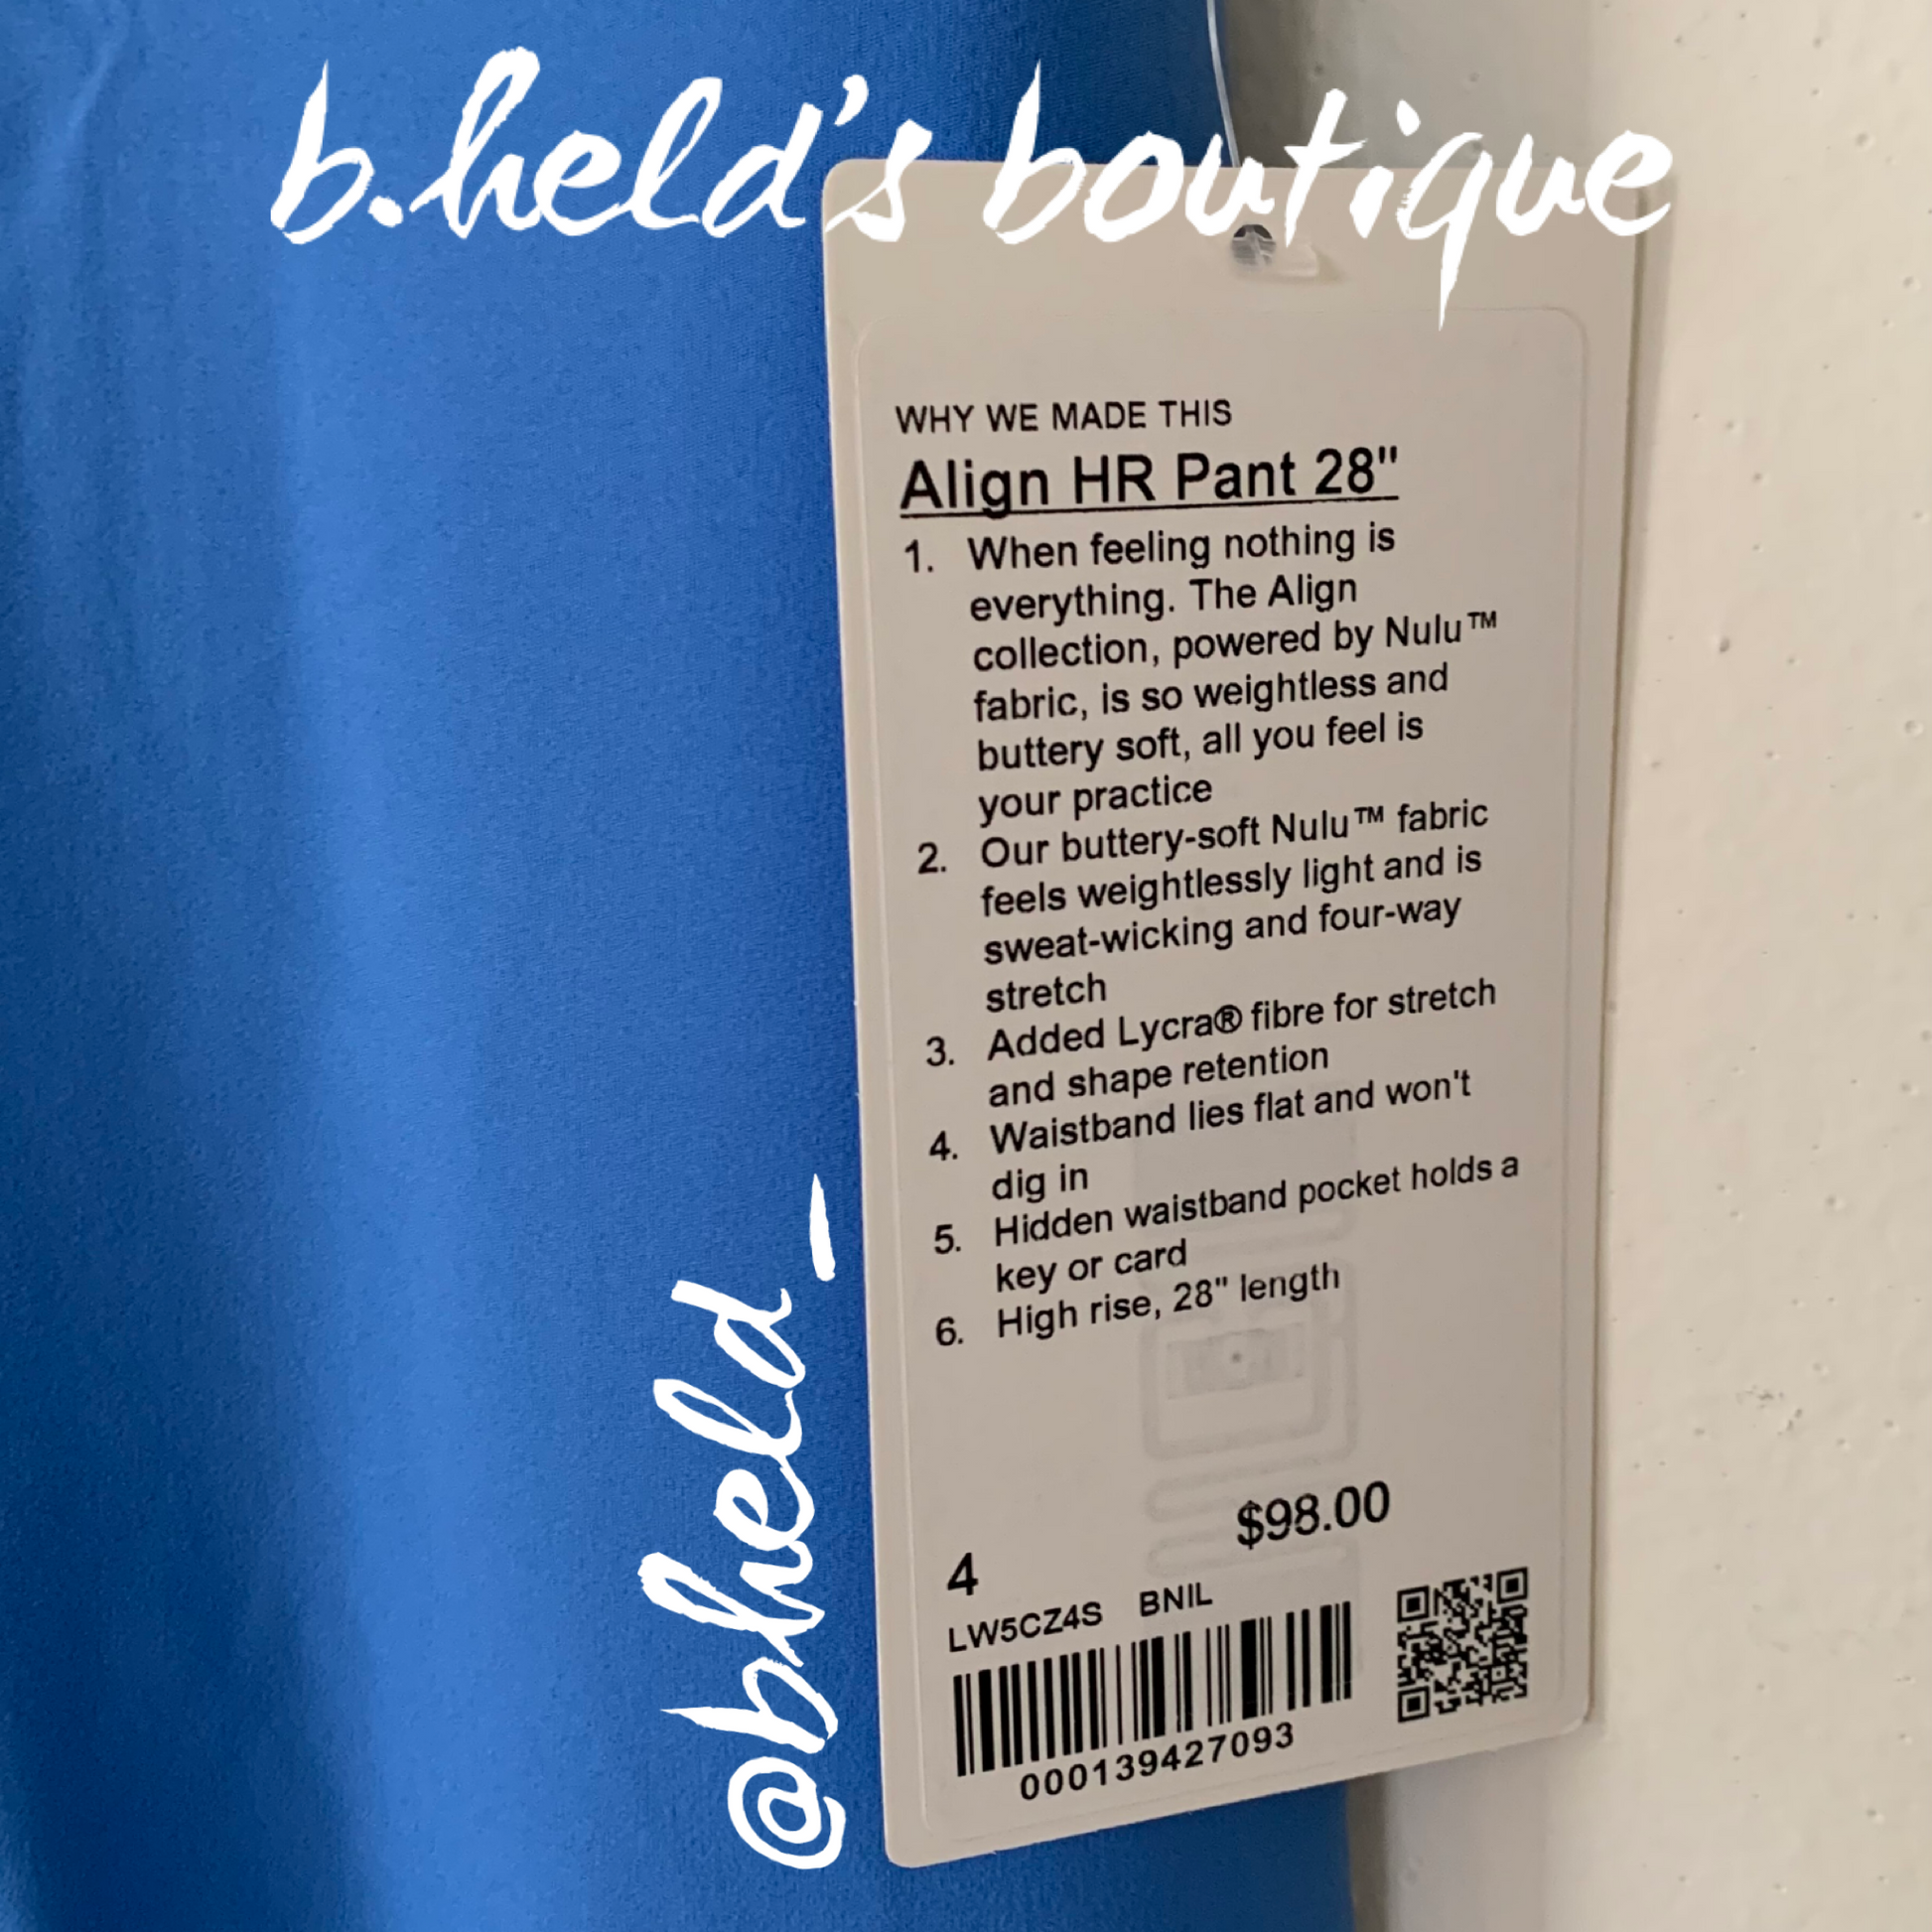 b.held's boutique
WHY WE MADE THIS
Align HR Pant 28"
1. When feeling nothing is
everything. The Align
collection, powered by Nulu™
fabric, is so weightless and
buttery soft, all you feel is
your practice
2. Our buttery-soft Nulu™ fabric
feels weightlessly light and is
sweat-wicking and four-way
stretch
3. Added Lycra® fibre for stretch
and shape retention
4. Waistband lies flat and won't
dig in
5. Hidden waistband pocket holds a
key or card
6. High rise, 28" length
$98.00
4
LW5CZ4S BNIL
000139427093
@bheld_